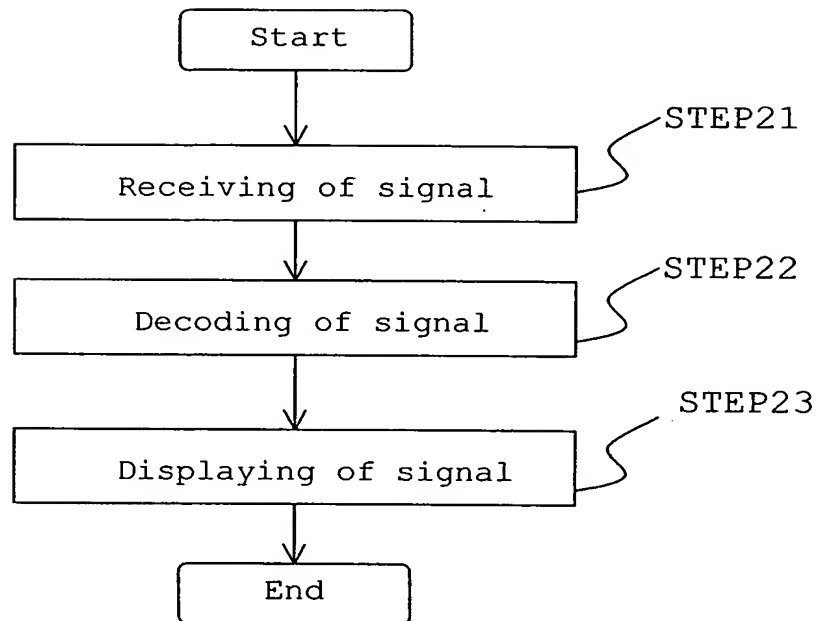 Start
STEP21
Receiving of signal
STEP22
Decoding of signal
STEP23
Displaying of signal
End